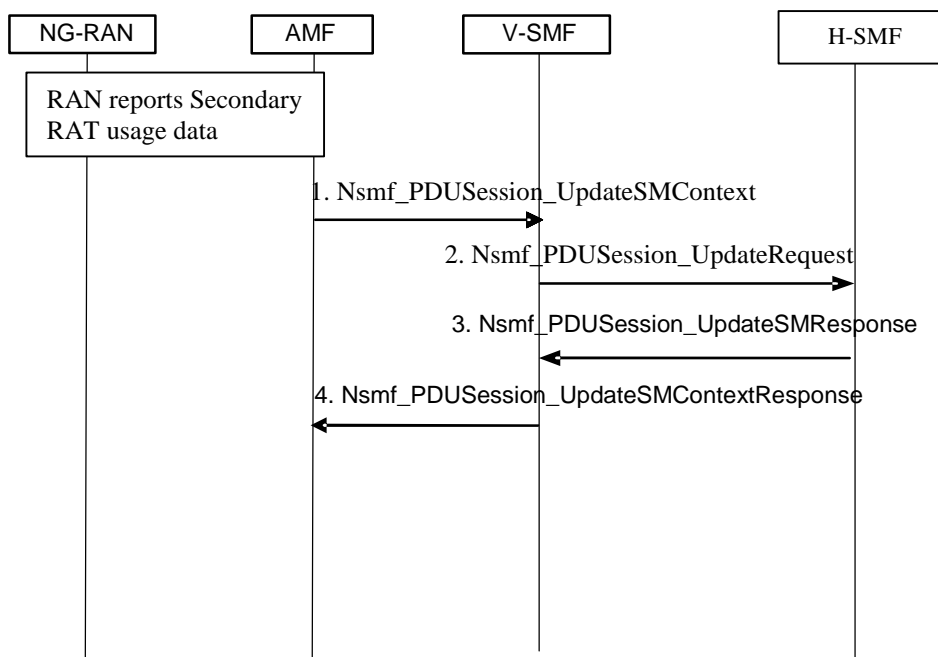 NG-RAN
AMF
V-SMF
H-SMF
RAN reports Secondary
RAT usage data
1. Nsmf_PDUSession_UpdateSMContext
2. Nsmf_PDUSession_UpdateRequest
3. Nsmf_PDUSession_UpdateSMResponse
4. Nsmf_PDUSession_UpdateSMContextResponse